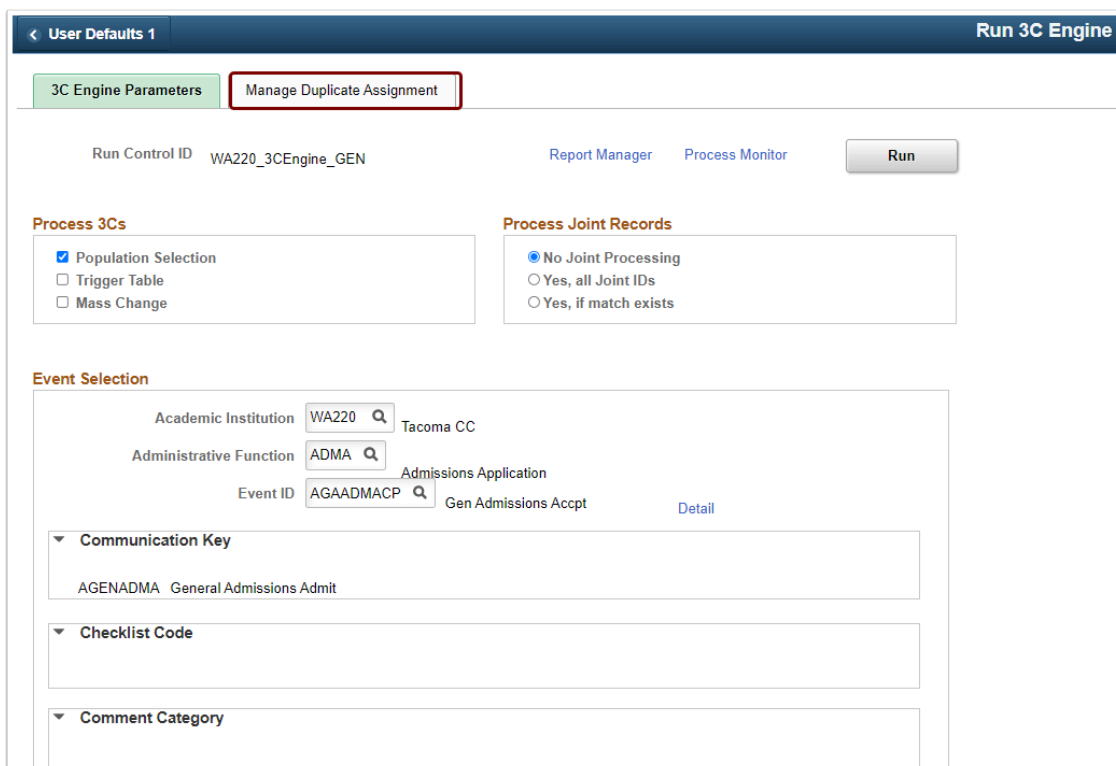 User Defaults 1 Run 3C Engine
3C Engine Parameters Manage Duplicate Assignment
Run Control ID WA220_3CEngine_GEN Report Manager Process Monitor Run
Process 3Cs Process Joint Records
Population Selection No Joint Processing
Trigger Table Yes, all Joint IDs
Mass Change Yes, if match exists
Event Selection
Academic Institution WA220 Tacoma CC
Administrative Function ADMA Admissions Application
Event ID AGAADMACP Gen Admissions Accpt Detail
Communication Key
AGENADMA General Admissions Admit
Checklist Code
Comment Category